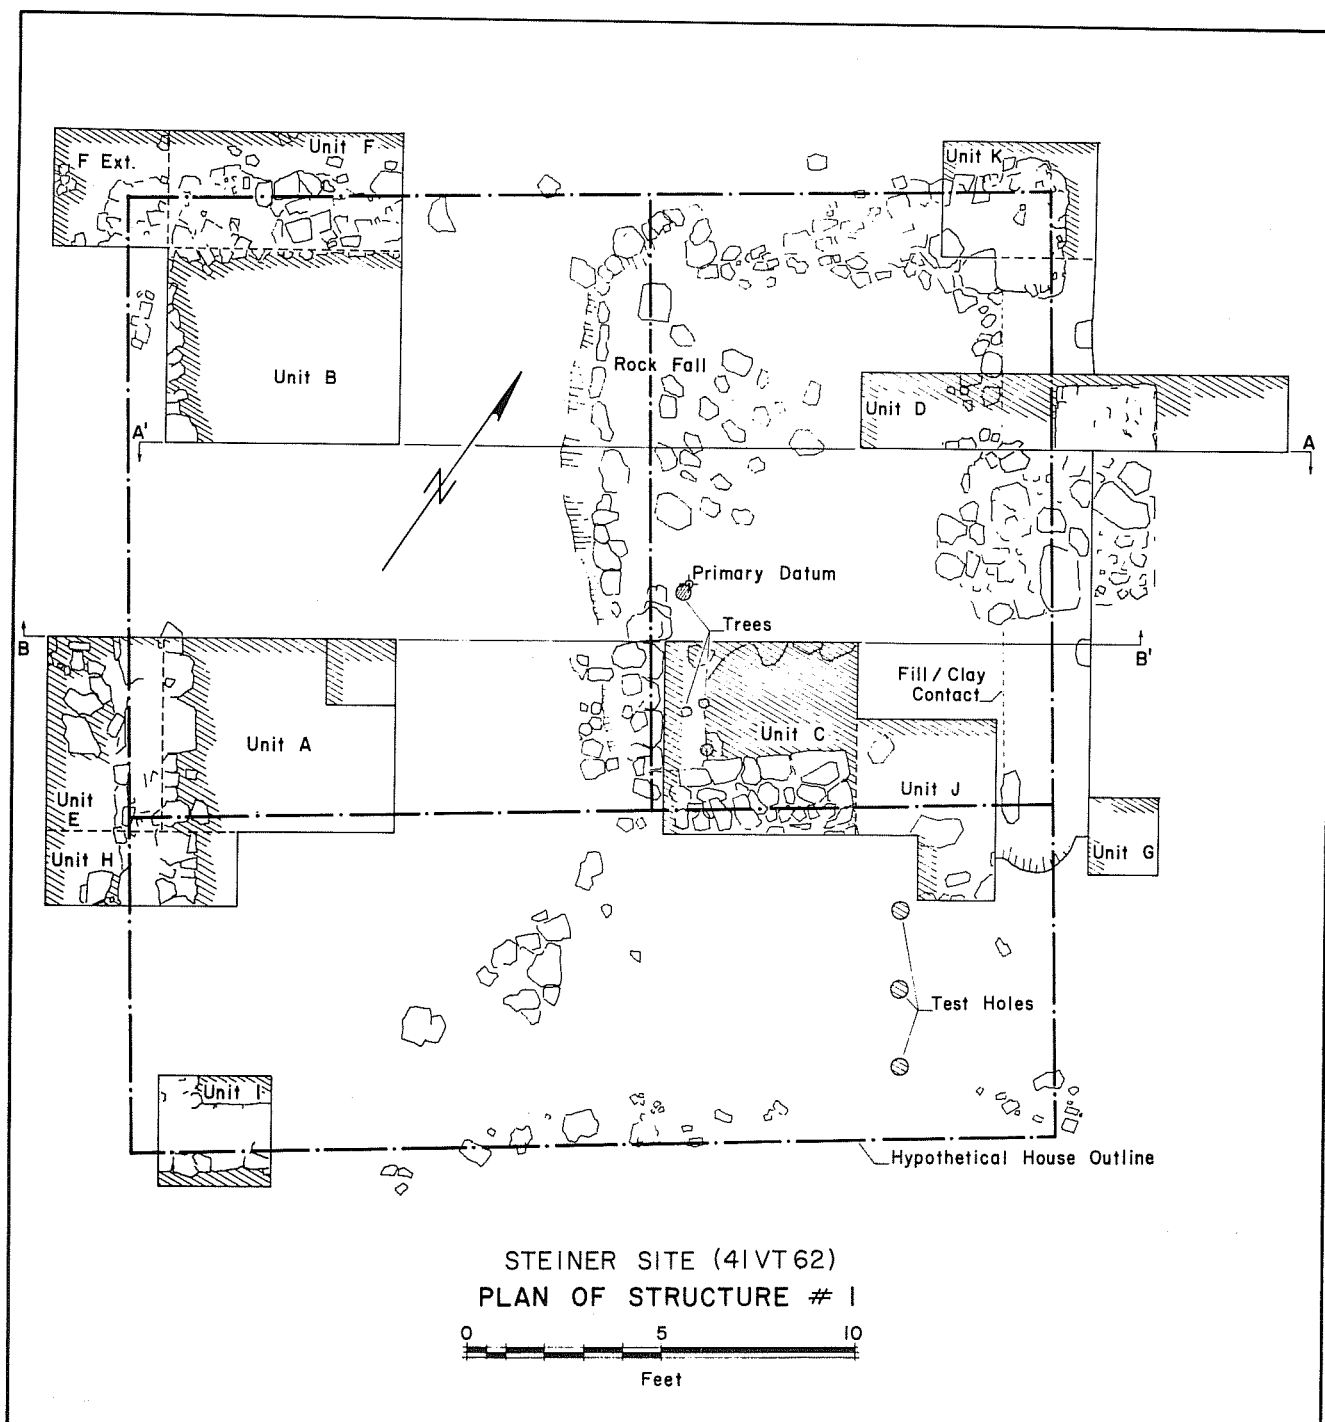 F Ext.
Unit F
Unit K
Rock Fall
Unit B
Unit D
A'
A
N
Primary Datum
Trees
B
B'
Fill / Clay
Contact
Unit A
Unit C
Unit J
Unit
E
Unit H
Unit G
Test Holes
Unit I
Hypothetical House Outline
STEINER SITE (41VT62)
PLAN OF STRUCTURE # 1
0 5 10
Feet